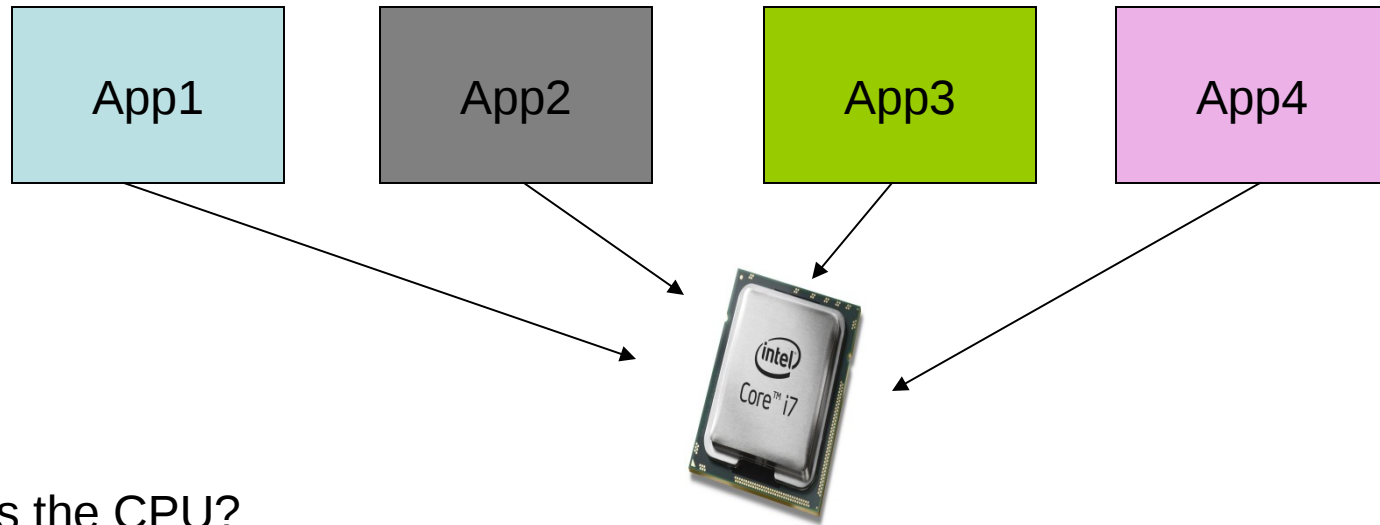 App1
App2
App3
App4
intel
Core™ i7
s the CPU?